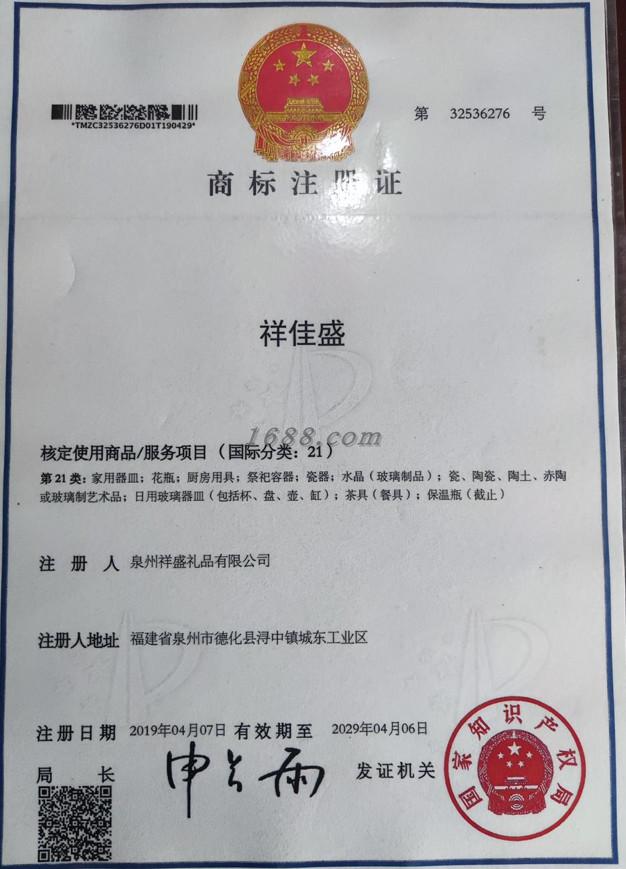 第 32536276 号
*TMZC32536276D01T190429*
商标注册证
祥佳盛
1688.com
核定使用商品/服务项目（国际分类：21）
第21类：家用器皿；花瓶；厨房用具；祭祀容器；瓷器；水晶（玻璃制品）；瓷、陶瓷、陶土、赤陶
或玻璃制艺术品；日用玻璃器皿（包括杯、盘、壶、缸）；茶具（餐具）；保温瓶（截止）
注册人 泉州祥盛礼品有限公司
注册人地址 福建省泉州市德化县浔中镇城东工业区
注册日期 2019年04月07日 有效期至 2029年04月06日
局长 申长雨 发证机关
国家知识产权局